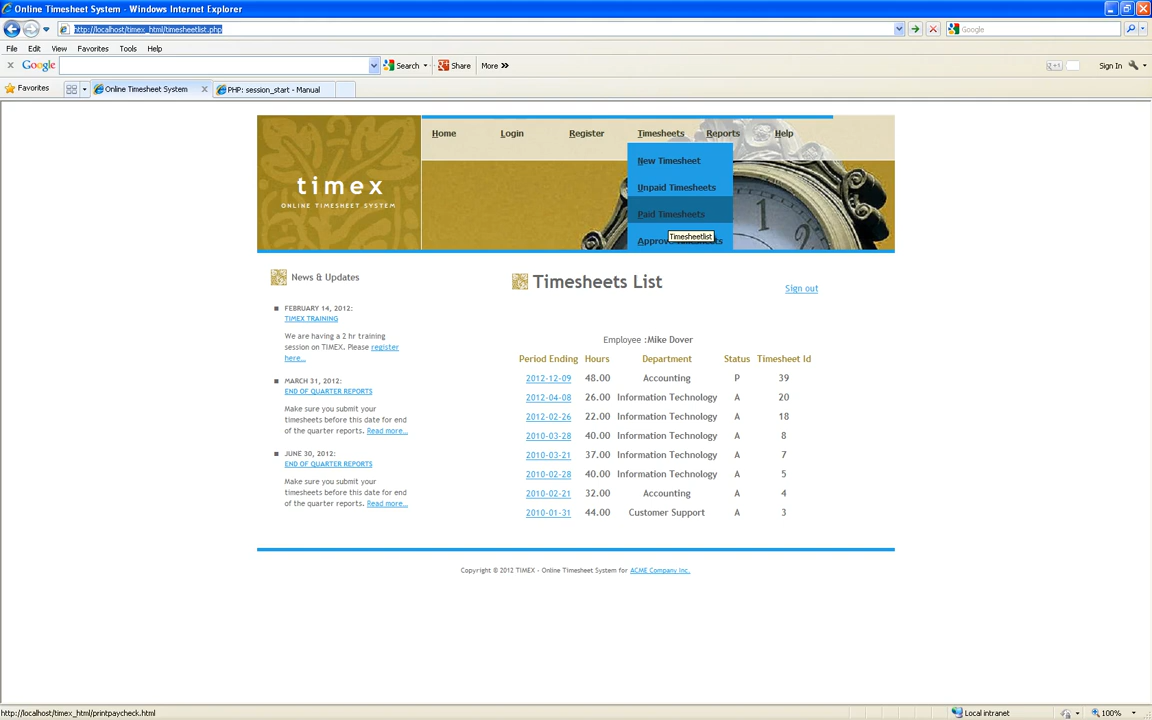 Online Timesheet System - Windows Internet Explorer
http://localhost/timex_html/timesheetlist.php
Google
File Edit View Favorites Tools Help
Google Search Share More » Sign In
Favorites Online Timesheet System PHP: session_start - Manual
Home Login Register Timesheets Reports Help
New Timesheet
Unpaid Timesheets
Paid Timesheets
Timesheetlist
timex
ONLINE TIMESHEET SYSTEM
News & Updates
FEBRUARY 14, 2012:
TIMEX TRAINING
We are having a 2 hr training
session on TIMEX. Please register
here...
MARCH 31, 2012:
END OF QUARTER REPORTS
Make sure you submit your
timesheets before this date for end
of the quarter reports. Read more...
JUNE 30, 2012:
END OF QUARTER REPORTS
Make sure you submit your
timesheets before this date for end
of the quarter reports. Read more...
Timesheets List
Sign out
Employee :Mike Dover
Period Ending Hours Department Status Timesheet Id
2012-12-09 48.00 Accounting P 39
2012-04-08 26.00 Information Technology A 20
2012-02-26 22.00 Information Technology A 18
2010-03-28 40.00 Information Technology A 8
2010-03-21 37.00 Information Technology A 7
2010-02-28 40.00 Information Technology A 5
2010-02-21 32.00 Accounting A 4
2010-01-31 44.00 Customer Support A 3
Copyright © 2012 TIMEX - Online Timesheet System for ACME Company Inc.
http://localhost/timex_html/printpaycheck.html
Local intranet 100%